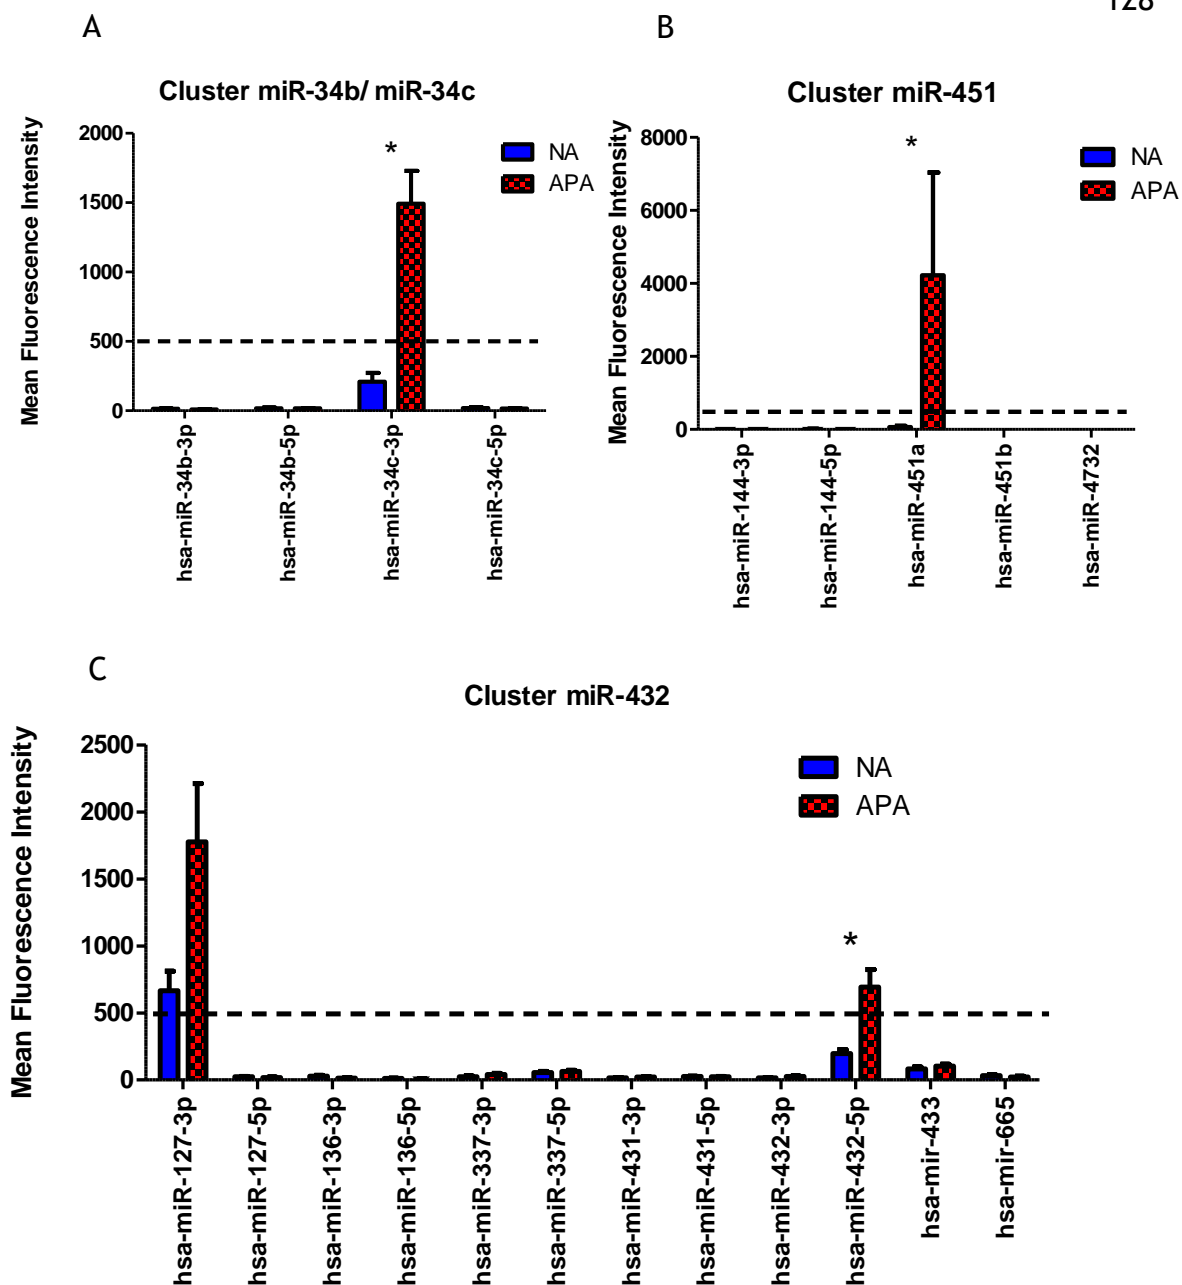 128
A
B
Cluster miR-34b/ miR-34c
Mean Fluorescence Intensity
2000
1500
1000
500
0
*
NA
APA
hsa-miR-34b-3p
hsa-miR-34b-5p
hsa-miR-34c-3p
hsa-miR-34c-5p
Cluster miR-451
Mean Fluorescence Intensity
8000
6000
4000
2000
0
*
NA
APA
hsa-miR-144-3p
hsa-miR-144-5p
hsa-miR-451a
hsa-miR-451b
hsa-miR-4732
C
Cluster miR-432
Mean Fluorescence Intensity
2500
2000
1500
1000
500
0
*
NA
APA
hsa-miR-127-3p
hsa-miR-127-5p
hsa-miR-136-3p
hsa-miR-136-5p
hsa-miR-337-3p
hsa-miR-337-5p
hsa-miR-431-3p
hsa-miR-431-5p
hsa-miR-432-3p
hsa-miR-432-5p
hsa-mir-433
hsa-mir-665